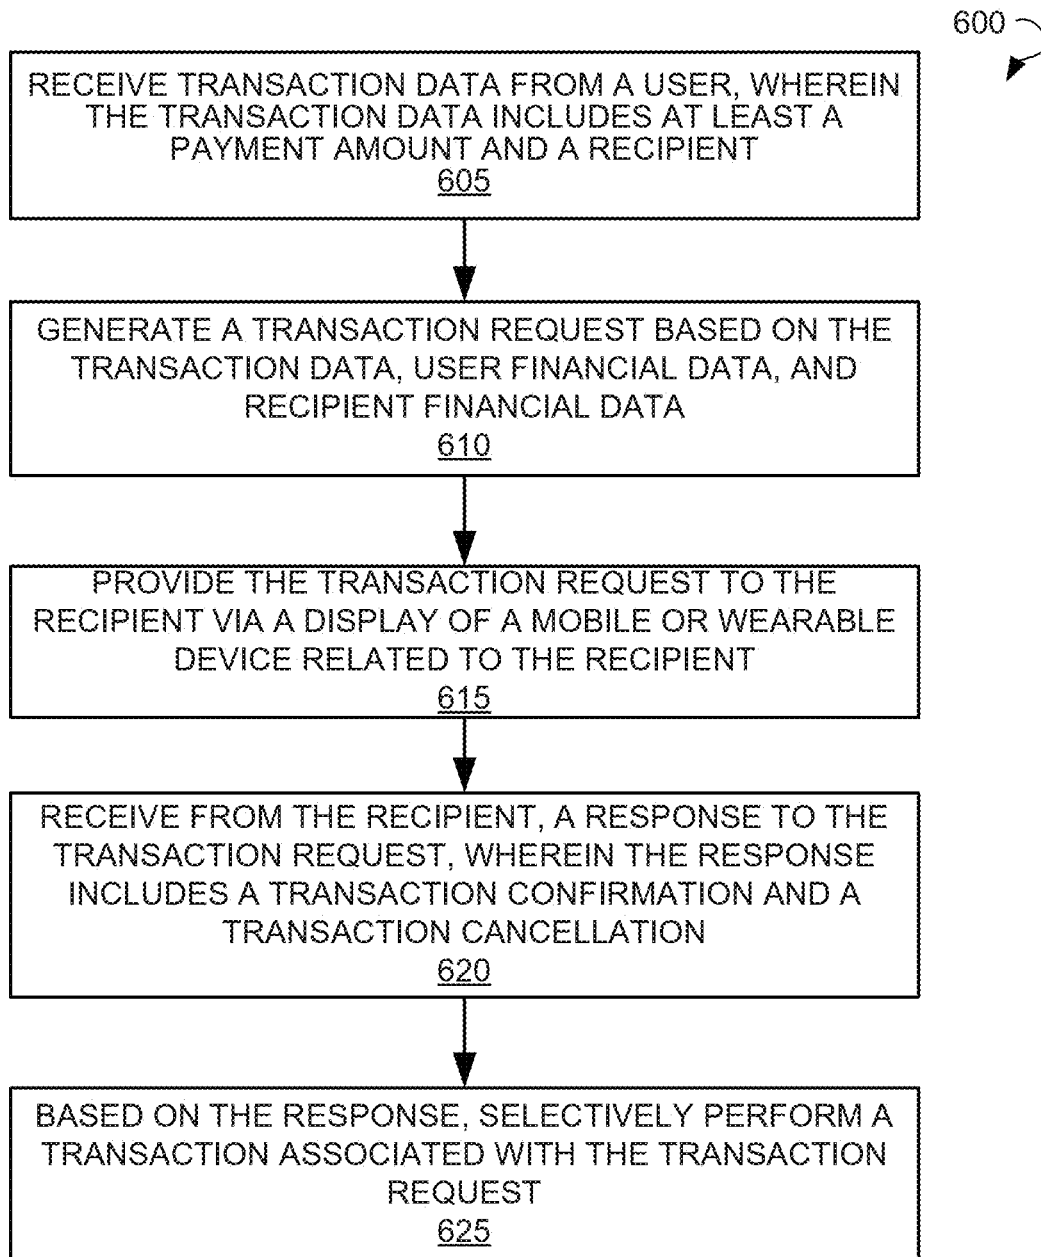 600
RECEIVE TRANSACTION DATA FROM A USER, WHEREIN
THE TRANSACTION DATA INCLUDES AT LEAST A
PAYMENT AMOUNT AND A RECIPIENT
605
GENERATE A TRANSACTION REQUEST BASED ON THE
TRANSACTION DATA, USER FINANCIAL DATA, AND
RECIPIENT FINANCIAL DATA
610
PROVIDE THE TRANSACTION REQUEST TO THE
RECIPIENT VIA A DISPLAY OF A MOBILE OR WEARABLE
DEVICE RELATED TO THE RECIPIENT
615
RECEIVE FROM THE RECIPIENT, A RESPONSE TO THE
TRANSACTION REQUEST, WHEREIN THE RESPONSE
INCLUDES A TRANSACTION CONFIRMATION AND A
TRANSACTION CANCELLATION
620
BASED ON THE RESPONSE, SELECTIVELY PERFORM A
TRANSACTION ASSOCIATED WITH THE TRANSACTION
REQUEST
625